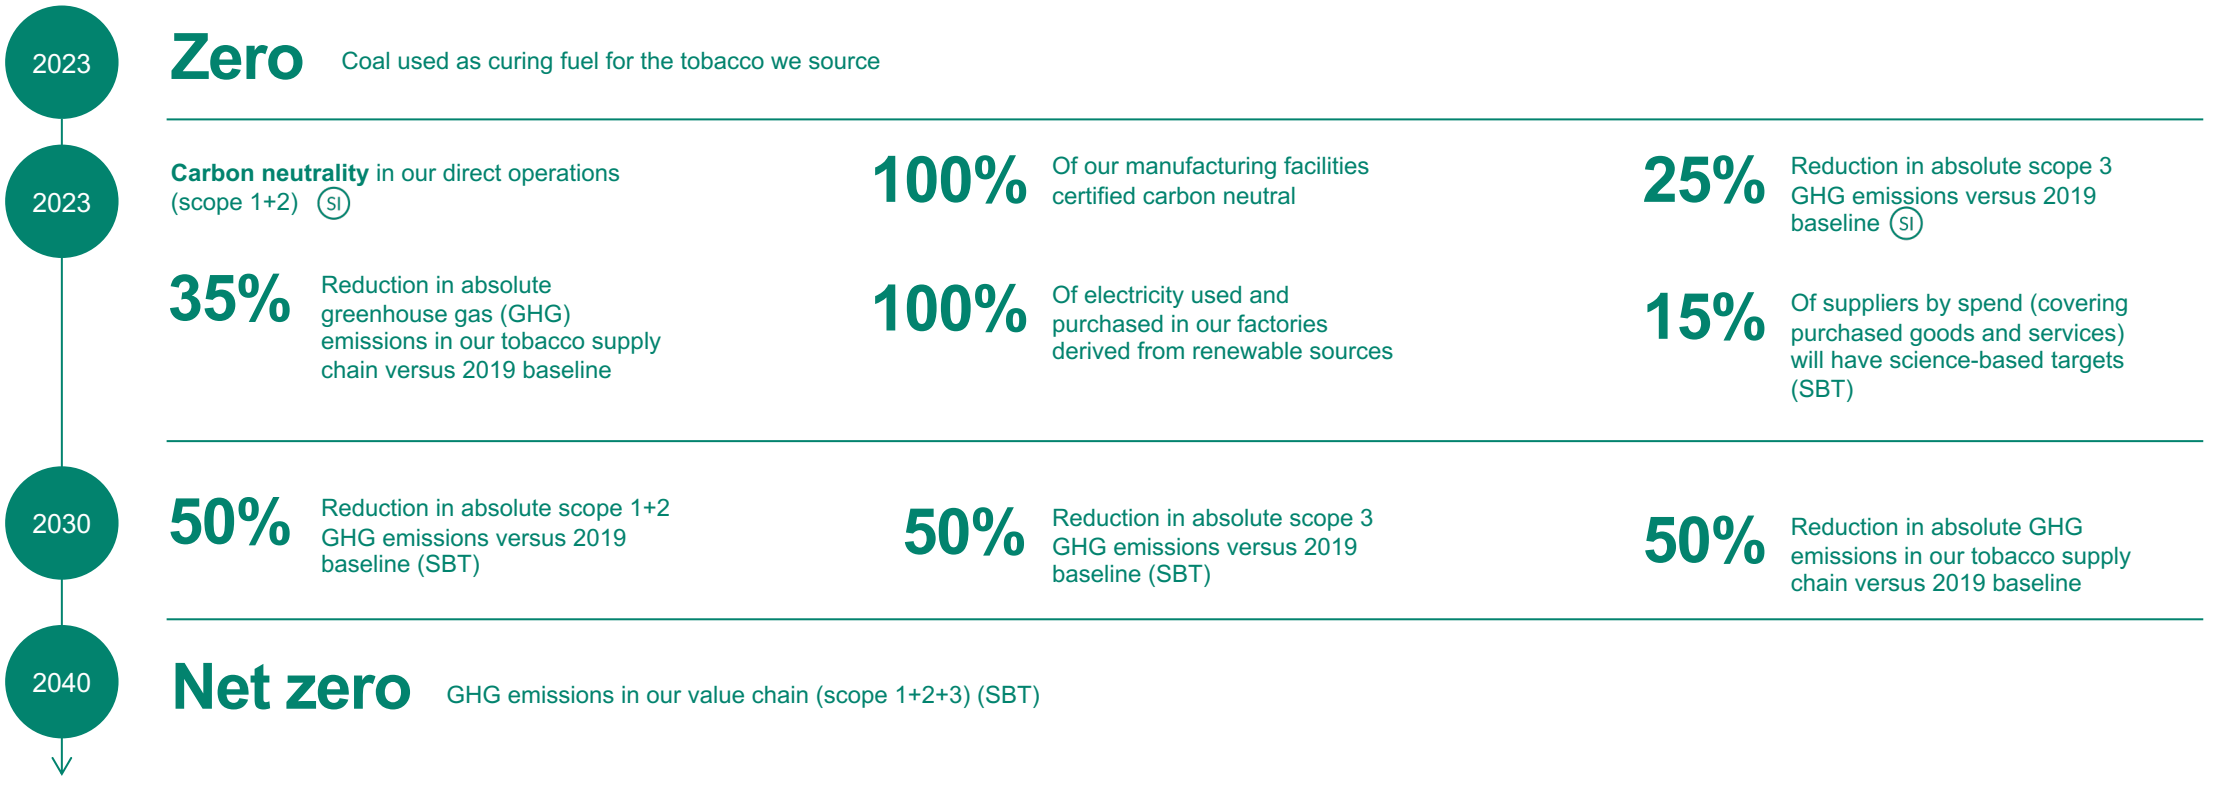 2023
Zero
Coal used as curing fuel for the tobacco we source
2023
Carbon neutrality in our direct operations
(scope 1+2) SI
100%
Of our manufacturing facilities
certified carbon neutral
25%
Reduction in absolute scope 3
GHG emissions versus 2019
baseline SI
35%
Reduction in absolute
greenhouse gas (GHG)
emissions in our tobacco supply
chain versus 2019 baseline
100%
Of electricity used and
purchased in our factories
derived from renewable sources
15%
Of suppliers by spend (covering
purchased goods and services)
will have science-based targets
(SBT)
2030
50%
Reduction in absolute scope 1+2
GHG emissions versus 2019
baseline (SBT)
50%
Reduction in absolute scope 3
GHG emissions versus 2019
baseline (SBT)
50%
Reduction in absolute GHG
emissions in our tobacco supply
chain versus 2019 baseline
2040
Net zero
GHG emissions in our value chain (scope 1+2+3) (SBT)